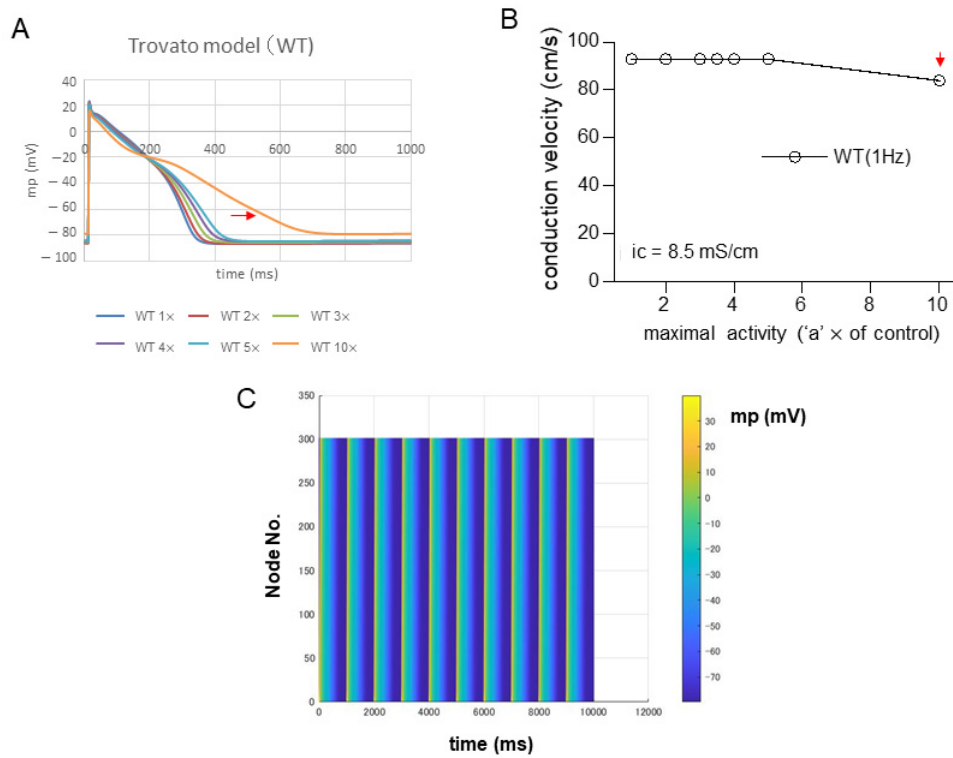 A
Trovato model (WT)
40
20
0
－20
－40
－60
－80
－100
mp (mV)
0 200 400 600 800 1000
time (ms)
WT 1× WT 2× WT 3×
WT 4× WT 5× WT 10×
B
100
80
60
40
20
0
conduction velocity (cm/s)
WT(1Hz)
ic = 8.5 mS/cm
2 4 6 8 10
maximal activity (‘a’ × of control)
C
350
300
250
200
150
100
50
0
Node No.
0 2000 4000 6000 8000 10000 12000
time (ms)
mp (mV)
30
20
10
0
-10
-20
-30
-40
-50
-60
-70